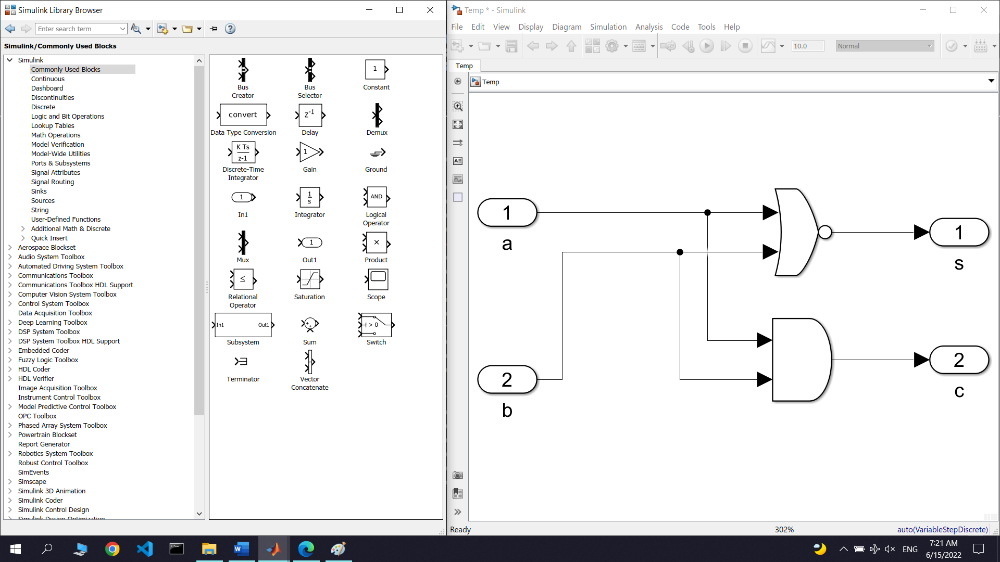 Simulink Library Browser
Enter search term
Simulink/Commonly Used Blocks
Simulink
Commonly Used Blocks
Continuous
Dashboard
Discontinuities
Discrete
Logic and Bit Operations
Lookup Tables
Math Operations
Model Verification
Model-Wide Utilities
Ports & Subsystems
Signal Attributes
Signal Routing
Sinks
Sources
String
User-Defined Functions
Additional Math & Discrete
Quick Insert
Aerospace Blockset
Audio System Toolbox
Automated Driving System Toolbox
Communications Toolbox
Communications Toolbox HDL Support
Computer Vision System Toolbox
Control System Toolbox
Data Acquisition Toolbox
Deep Learning Toolbox
DSP System Toolbox
DSP System Toolbox HDL Support
Embedded Coder
Fuzzy Logic Toolbox
HDL Coder
HDL Verifier
Image Acquisition Toolbox
Instrument Control Toolbox
Model Predictive Control Toolbox
OPC Toolbox
Phased Array System Toolbox
Powertrain Blockset
Report Generator
Robotics System Toolbox
Robust Control Toolbox
SimEvents
Simscape
Simulink 3D Animation
Simulink Coder
Simulink Control Design
Simulink Design Optimization
Bus
Creator
Bus
Selector
1
Constant
convert
Data Type Conversion
z-1
Delay
Demux
K Ts
z-1
Discrete-Time
Integrator
1
Gain
Ground
1
In1
1
s
Integrator
AND
Logical
Operator
Mux
1
Out1
×
Product
≤
Relational
Operator
Saturation
Scope
In1 Out1
Subsystem
+
+
Sum
> 0
Switch
Terminator
Vector
Concatenate
Temp * - Simulink
File Edit View Display Diagram Simulation Analysis Code Tools Help
10.0 Normal
Temp
Temp
1
a
2
b
1
s
2
c
Ready 302% auto(VariableStepDiscrete)
ENG
7:21 AM
6/15/2022